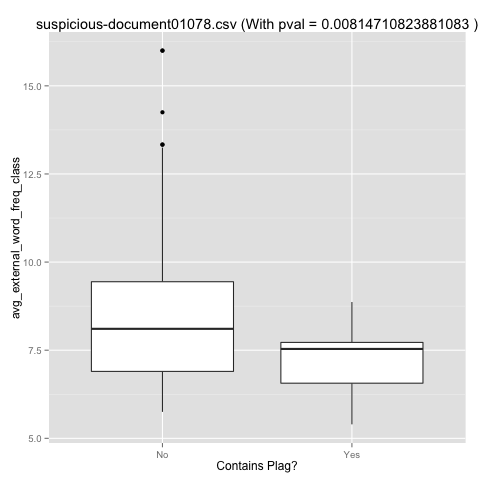 suspicious-document01078.csv (With pval = 0.00814710823881083 )
avg_external_word_freq_class
15.0
12.5
10.0
7.5
5.0
No Yes
Contains Plag?